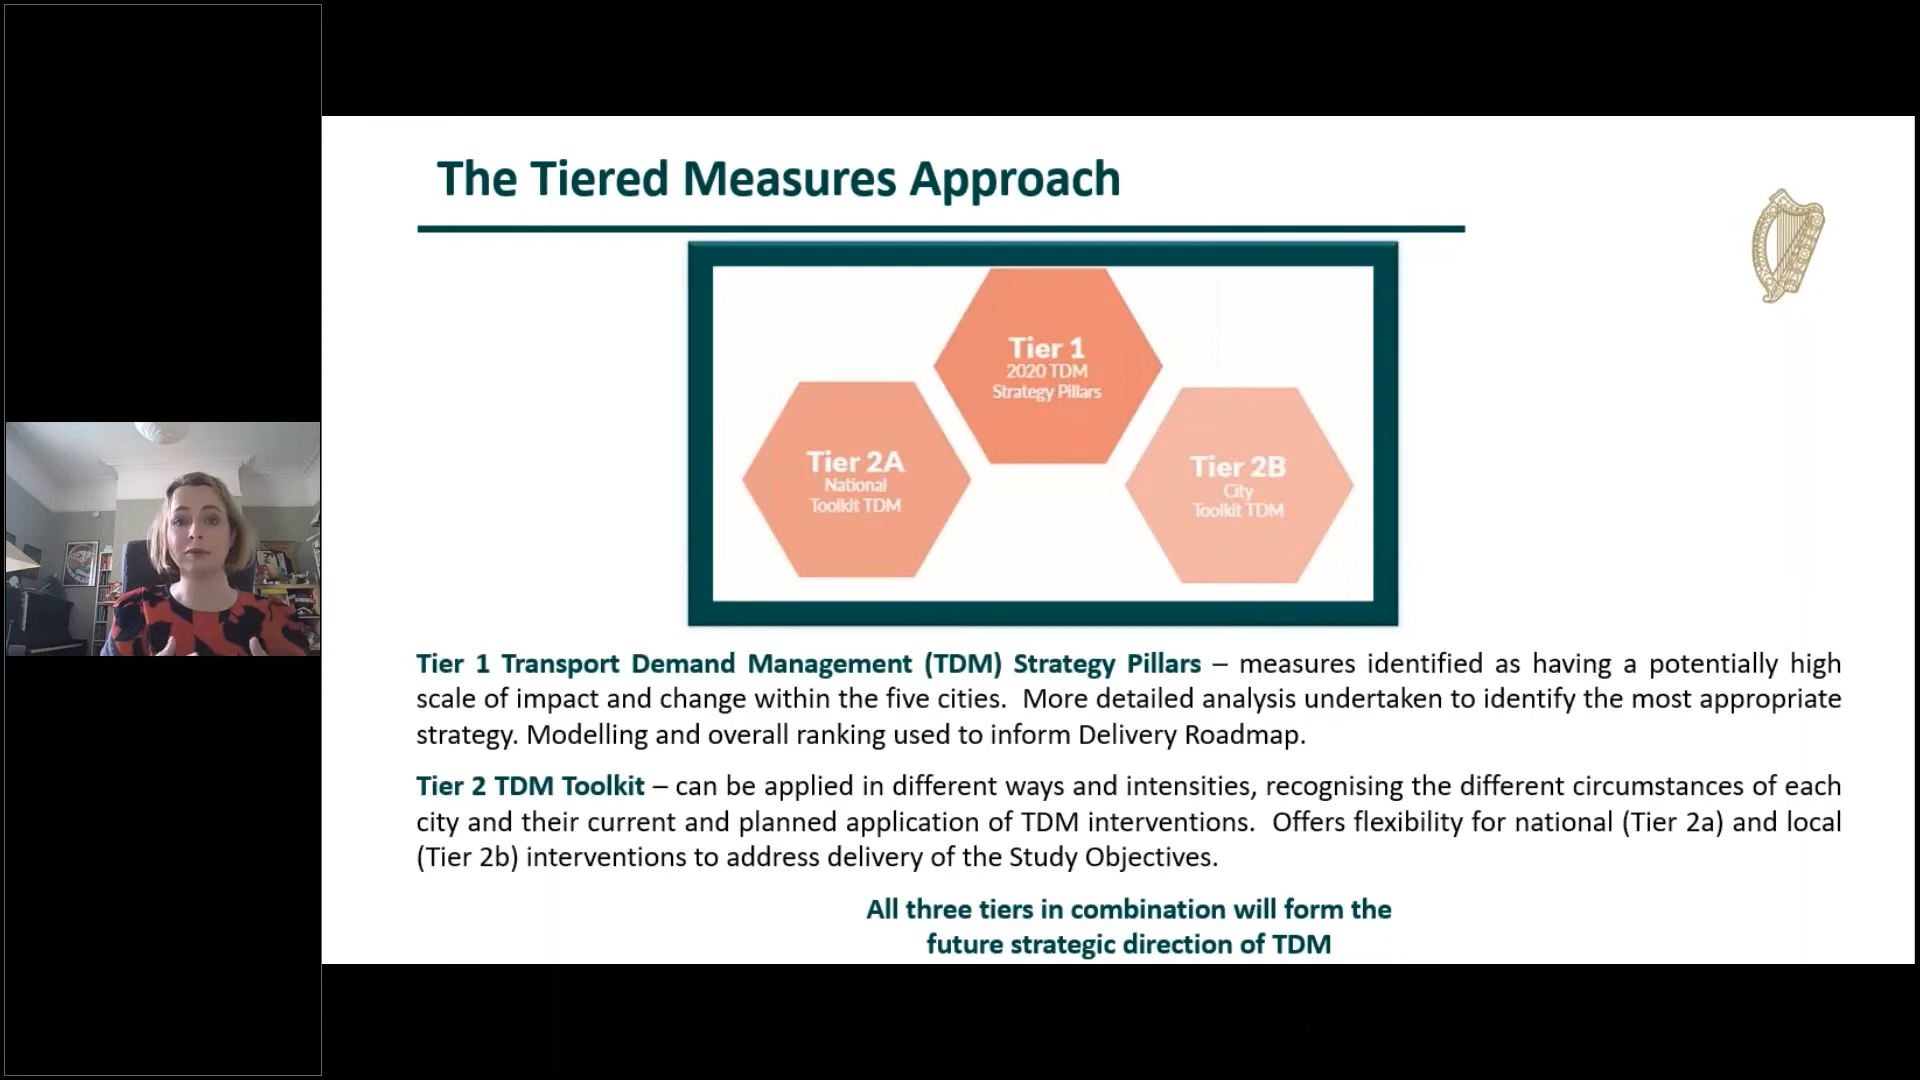 The Tiered Measures Approach
Tier 1
2020 TDM
Strategy Pillars
Tier 2A
National
Toolkit TDM
Tier 2B
City
Toolkit TDM
Tier 1 Transport Demand Management (TDM) Strategy Pillars – measures identified as having a potentially high
scale of impact and change within the five cities.  More detailed analysis undertaken to identify the most appropriate
strategy. Modelling and overall ranking used to inform Delivery Roadmap.
Tier 2 TDM Toolkit – can be applied in different ways and intensities, recognising the different circumstances of each
city and their current and planned application of TDM interventions.  Offers flexibility for national (Tier 2a) and local
(Tier 2b) interventions to address delivery of the Study Objectives.
All three tiers in combination will form the
future strategic direction of TDM